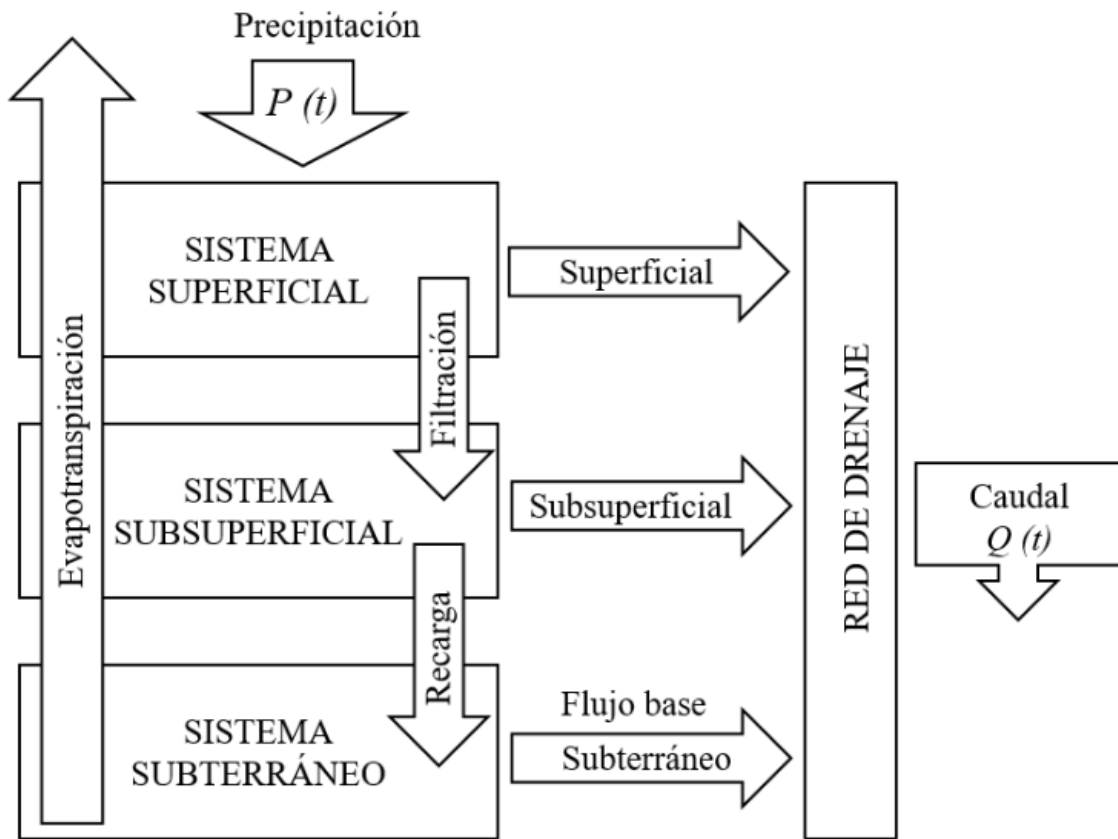 Precipitación
P (t)
SISTEMA
SUPERFICIAL
Superficial
Filtración
Evapotranspiración
SISTEMA
SUBSUPERFICIAL
Subsuperficial
RED DE DRENAJE
Caudal
Q (t)
Recarga
SISTEMA
SUBTERRÁNEO
Flujo base
Subterráneo